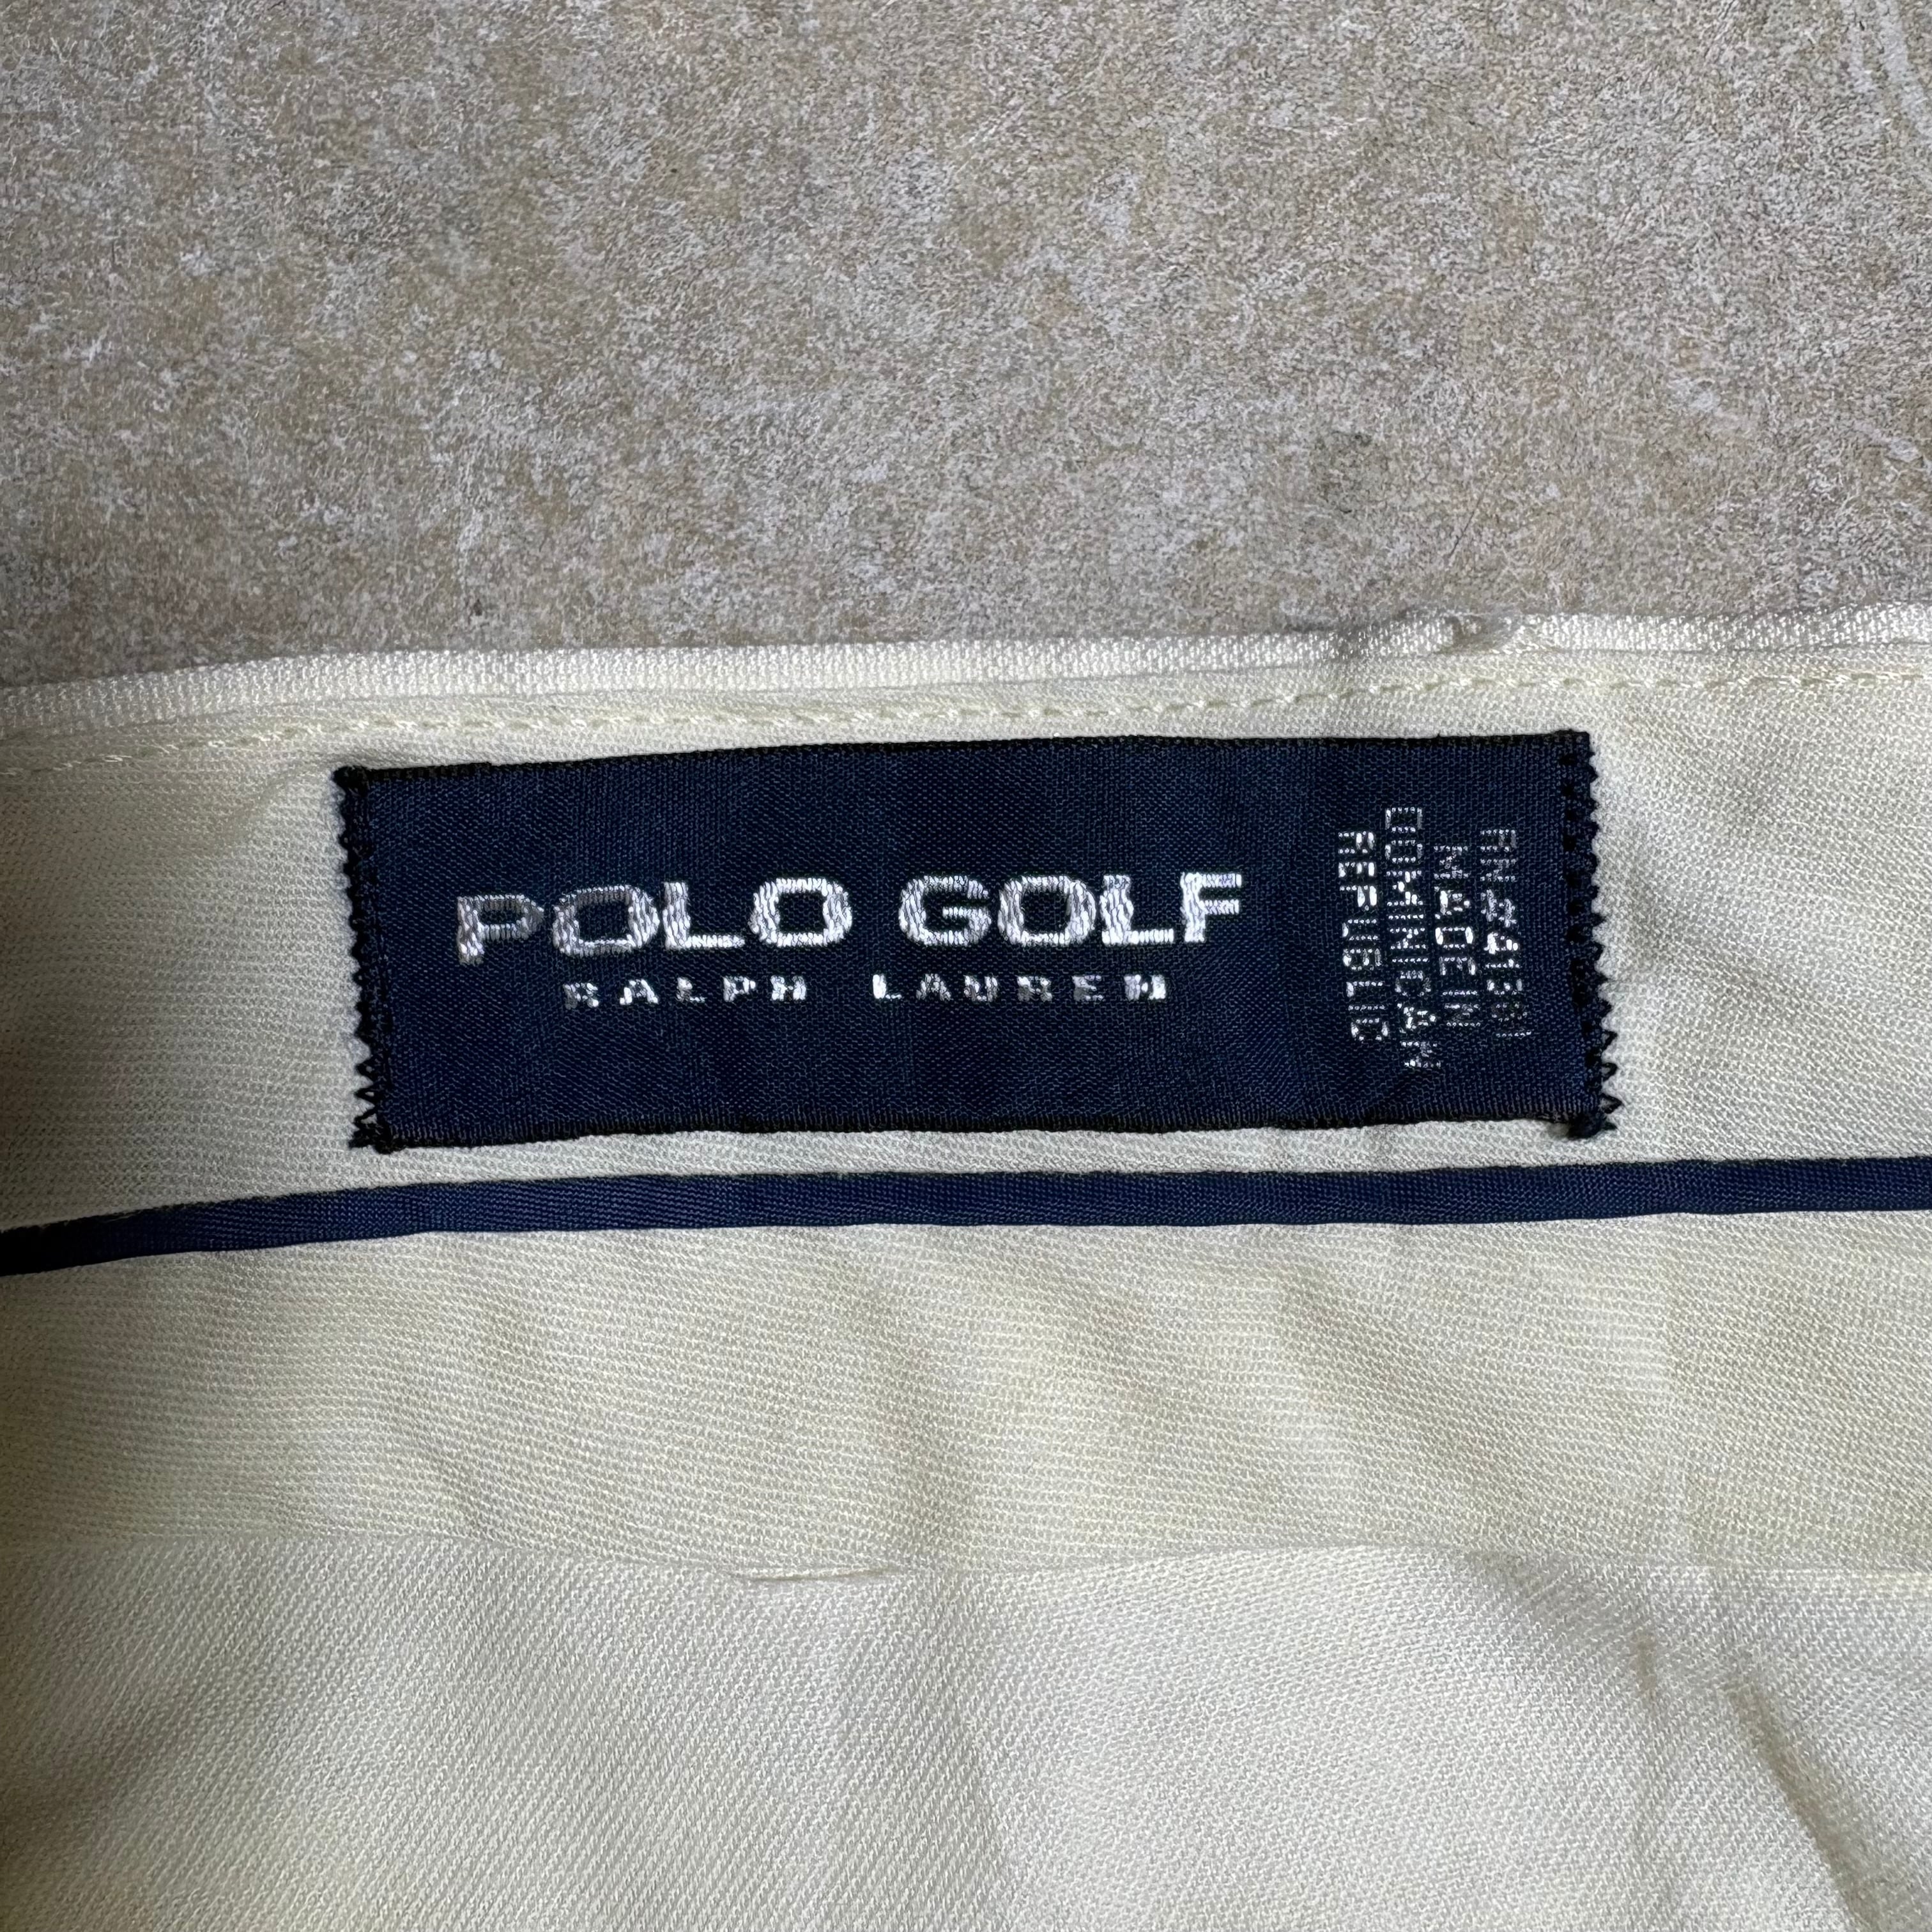 POLO GOLF
RALPH LAUREN
RN#41381
MADE IN
DOMINICAN
REPUBLIC